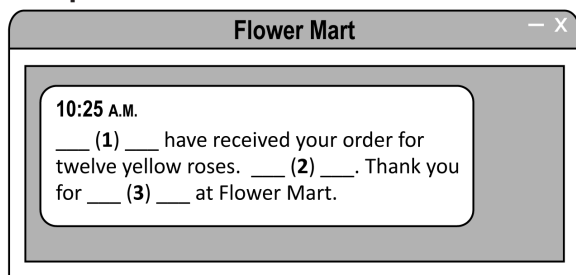 Flower Mart
– X
10:25 A.M.
___ (1) ___ have received your order for
twelve yellow roses. ___ (2) ___. Thank you
for ___ (3) ___ at Flower Mart.